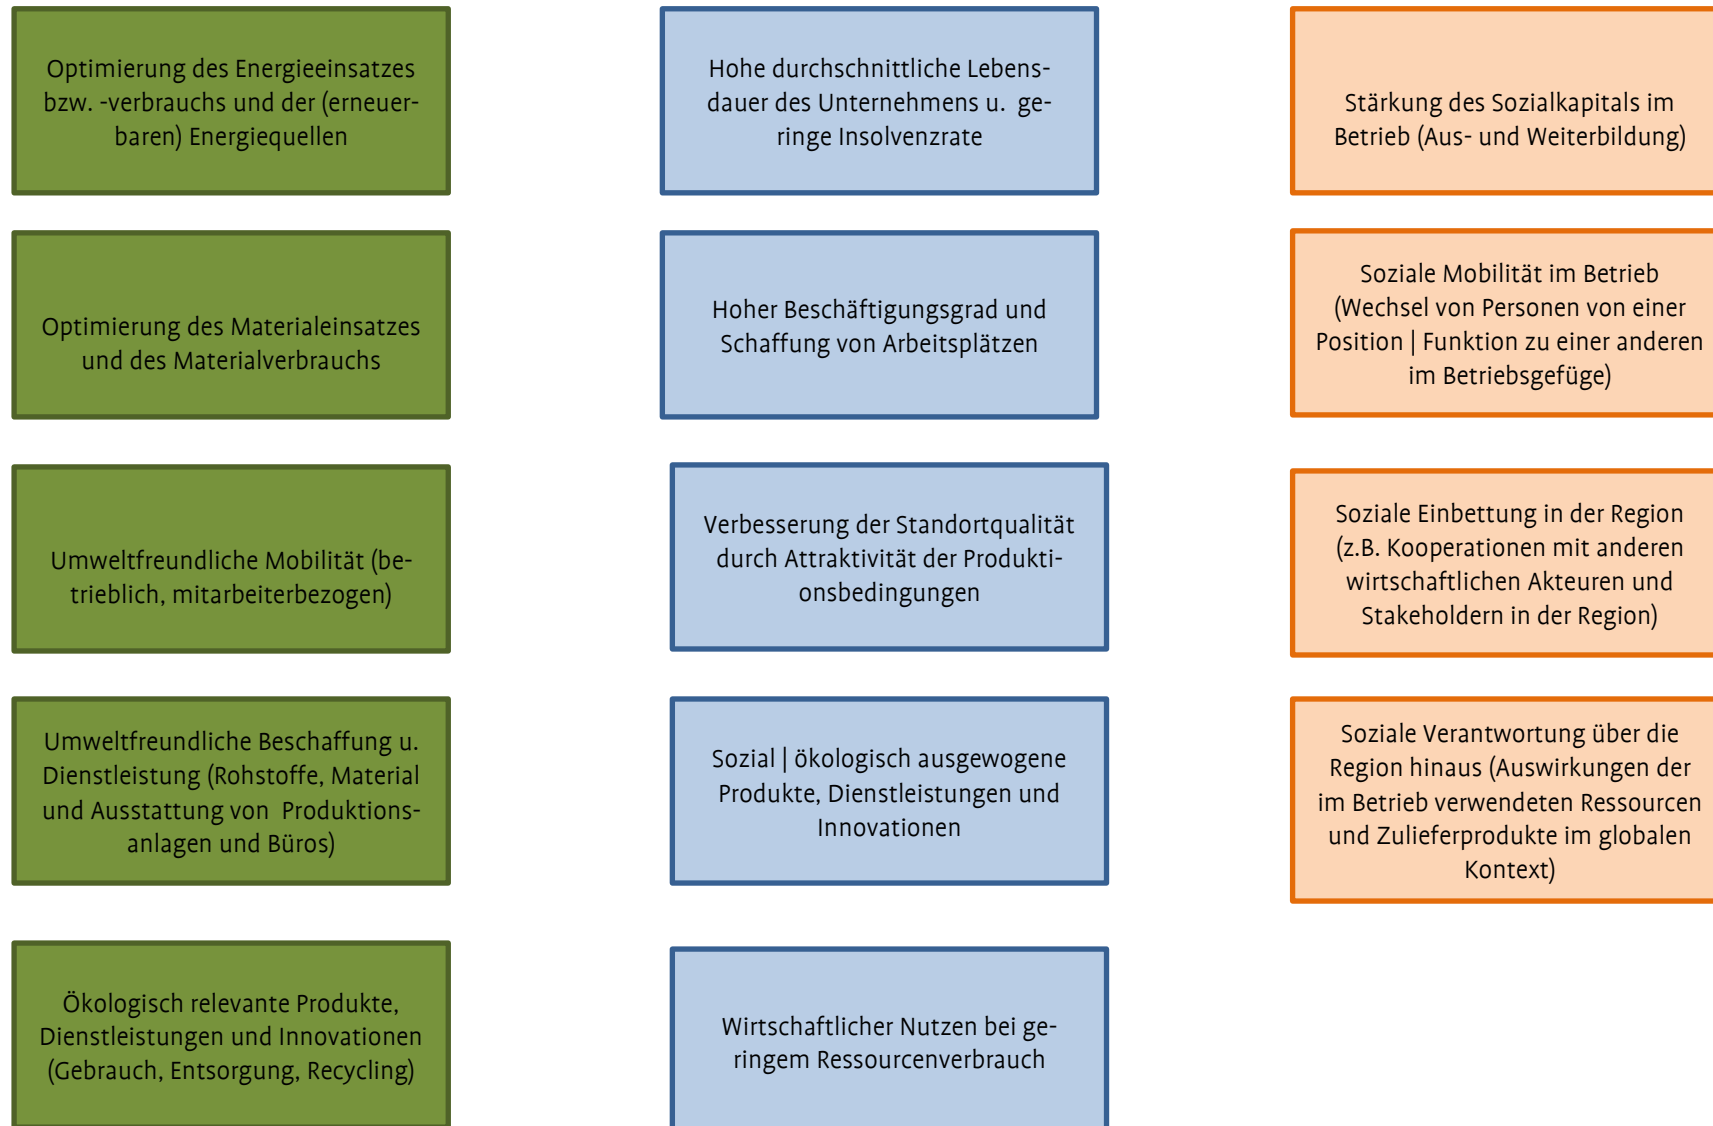 Optimierung des Energieeinsatzes
bzw. -verbrauchs und der (erneuer-
baren) Energiequellen
Hohe durchschnittliche Lebens-
dauer des Unternehmens u. ge-
ringe Insolvenzrate
Stärkung des Sozialkapitals im
Betrieb (Aus- und Weiterbildung)
Optimierung des Materialeinsatzes
und des Materialverbrauchs
Hoher Beschäftigungsgrad und
Schaffung von Arbeitsplätzen
Soziale Mobilität im Betrieb
(Wechsel von Personen von einer
Position | Funktion zu einer anderen
im Betriebsgefüge)
Umweltfreundliche Mobilität (be-
trieblich, mitarbeiterbezogen)
Verbesserung der Standortqualität
durch Attraktivität der Produkti-
onsbedingungen
Soziale Einbettung in der Region
(z.B. Kooperationen mit anderen
wirtschaftlichen Akteuren und
Stakeholdern in der Region)
Umweltfreundliche Beschaffung u.
Dienstleistung (Rohstoffe, Material
und Ausstattung von Produktions-
anlagen und Büros)
Sozial | ökologisch ausgewogene
Produkte, Dienstleistungen und
Innovationen
Soziale Verantwortung über die
Region hinaus (Auswirkungen der
im Betrieb verwendeten Ressourcen
und Zulieferprodukte im globalen
Kontext)
Ökologisch relevante Produkte,
Dienstleistungen und Innovationen
(Gebrauch, Entsorgung, Recycling)
Wirtschaftlicher Nutzen bei ge-
ringem Ressourcenverbrauch